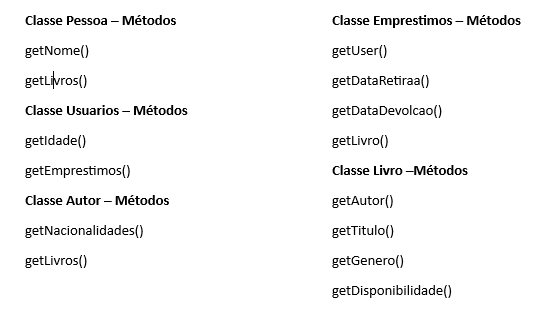 Classe Pessoa – Métodos
getNome()
getLivros()
Classe Usuarios – Métodos
getIdade()
getEmprestimos()
Classe Autor – Métodos
getNacionalidades()
getLivros()
Classe Emprestimos – Métodos
getUser()
getDataRetiraa()
getDataDevolcao()
getLivro()
Classe Livro –Métodos
getAutor()
getTitulo()
getGenero()
getDisponibilidade()